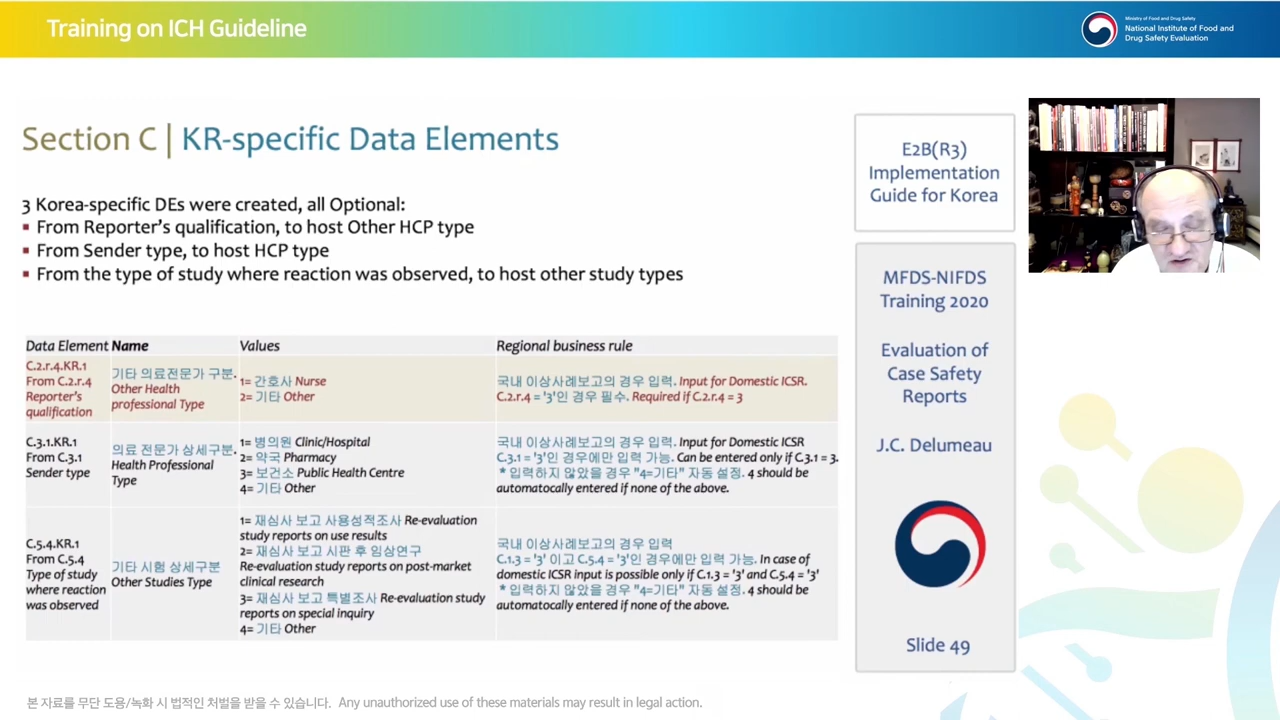 Training on ICH Guideline
Ministry of Food and Drug Safety
National Institute of Food and
Drug Safety Evaluation
Section C | KR-specific Data Elements
3 Korea-specific DEs were created, all Optional:
▪ From Reporter's qualification, to host Other HCP type
▪ From Sender type, to host HCP type
▪ From the type of study where reaction was observed, to host other study types
Data Element Name Values Regional business rule
C.2.r.4.KR.1
From C.2.r.4
Reporter's
qualification
기타 의료전문가 구분.
Other Health
professional Type
1= 간호사 Nurse
2= 기타 Other
국내 이상사례보고의 경우 입력. Input for Domestic ICSR.
C.2.r.4 = '3'인 경우 필수. Required if C.2.r.4 = 3
C.3.1.KR.1
From C.3.1
Sender type
의료 전문가 상세구분.
Health Professional
Type
1= 병의원 Clinic/Hospital
2= 약국 Pharmacy
3= 보건소 Public Health Centre
4= 기타 Other
국내 이상사례보고의 경우 입력. Input for Domestic ICSR
C.3.1 = '3'인 경우에만 입력 가능. Can be entered only if C.3.1 = 3.
* 입력하지 않았을 경우 "4=기타" 자동 설정. 4 should be
automatocally entered if none of the above.
C.5.4.KR.1
From C.5.4
Type of study
where reaction
was observed
기타 시험 상세구분
Other Studies Type
1= 재심사 보고 사용성적조사 Re-evaluation
study reports on use results
2= 재심사 보고 시판 후 임상연구
Re-evaluation study reports on post-market
clinical research
3= 재심사 보고 특별조사 Re-evaluation study
reports on special inquiry
4= 기타 Other
국내 이상사례보고의 경우 입력
C.1.3 = '3' 이고 C.5.4 = '3'인 경우에만 입력 가능. In case of
domestic ICSR input is possible only if C.1.3 = '3' and C.5.4 = '3'
* 입력하지 않았을 경우 "4=기타" 자동 설정. 4 should be
automatocally entered if none of the above.
E2B(R3)
Implementation
Guide for Korea
MFDS-NIFDS
Training 2020
Evaluation of
Case Safety
Reports
J.C. Delumeau
Slide 49
본 자료를 무단 도용/녹화 시 법적인 처벌을 받을 수 있습니다. Any unauthorized use of these materials may result in legal action.